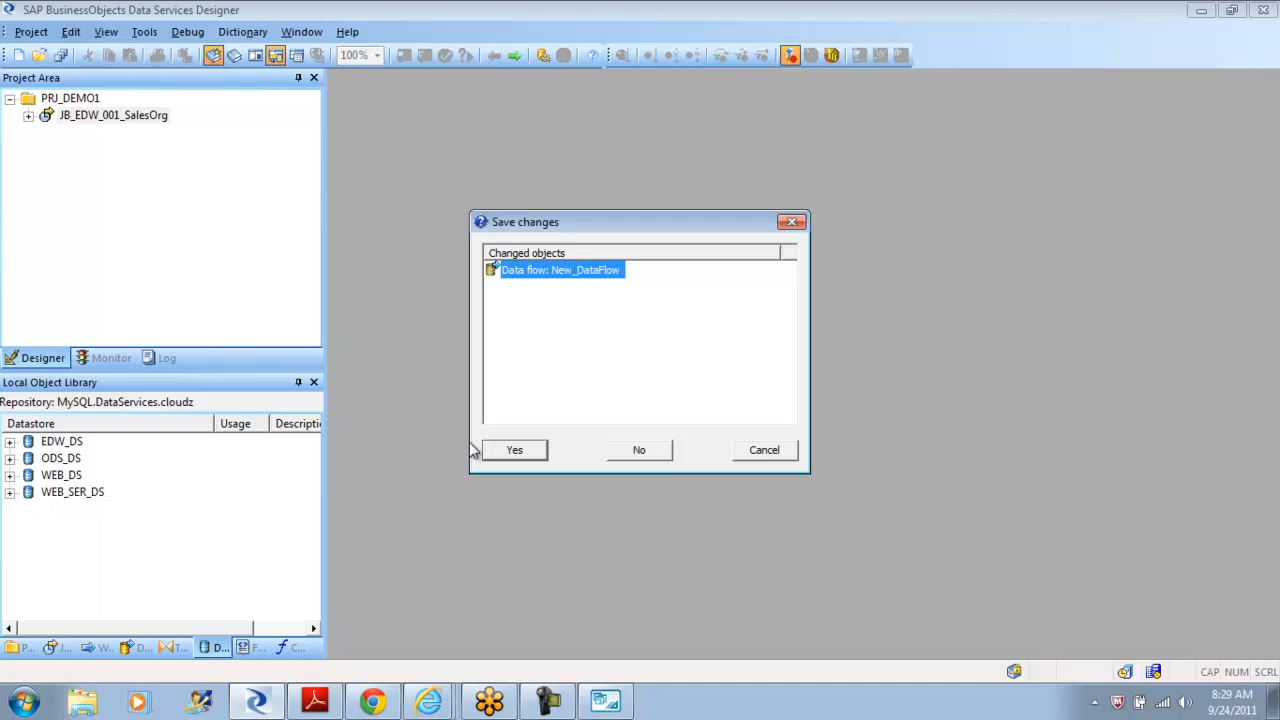 SAP BusinessObjects Data Services Designer
Project Edit View Tools Debug Dictionary Window Help
100%
Project Area
PRJ_DEMO1
JB_EDW_001_SalesOrg
Designer Monitor Log
Local Object Library
Repository: MySQL.DataServices.cloudz
Datastore Usage Descripti
EDW_DS
ODS_DS
WEB_DS
WEB_SER_DS
P... J... W... D... T... D... F... C...
Save changes
Changed objects
Data flow: New_DataFlow
Yes No Cancel
CAP NUM SCRL
8:29 AM
9/24/2011